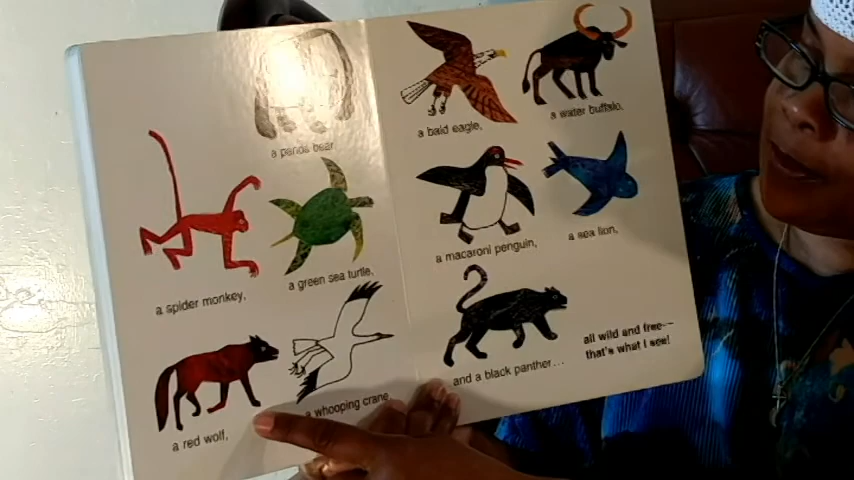 a panda bear,
a spider monkey,
a green sea turtle,
a red wolf,
a whooping crane,
a bald eagle,
a water buffalo,
a macaroni penguin,
a sea lion,
and a black panther...
all wild and free—
that's what I see!